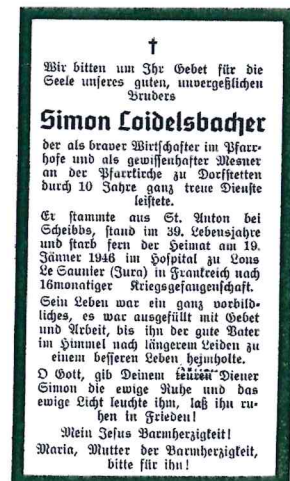 Wir bitten um Ihr Gebet für die
Seele unseres guten, unvergeßlichen
Bruders
Simon Loidelsbacher
der als braver Wirtschafter im Pfarr-
hofe und als gewissenhafter Mesner
an der Pfarrkirche zu Dorfstetten
durch 10 Jahre ganz treue Dienste
leistete.
Er stammte aus St. Anton bei
Scheibbs, stand im 39. Lebensjahre
und starb fern der Heimat am 19.
Jänner 1946 im Hospital zu Lons
Le Saunier (Jura) in Frankreich nach
16monatiger Kriegsgefangenschaft.
Sein Leben war ein ganz vorbild-
liches, es war ausgefüllt mit Gebet
und Arbeit, bis ihn der gute Vater
im Himmel nach längerem Leiden zu
einem besseren Leben heimholte.
O Gott, gib Deinem teuren Diener
Simon die ewige Ruhe und das
ewige Licht leuchte ihm, laß ihn ru-
hen in Frieden!
Mein Jesus Barmherzigkeit!
Maria, Mutter der Barmherzigkeit,
bitte für ihn!